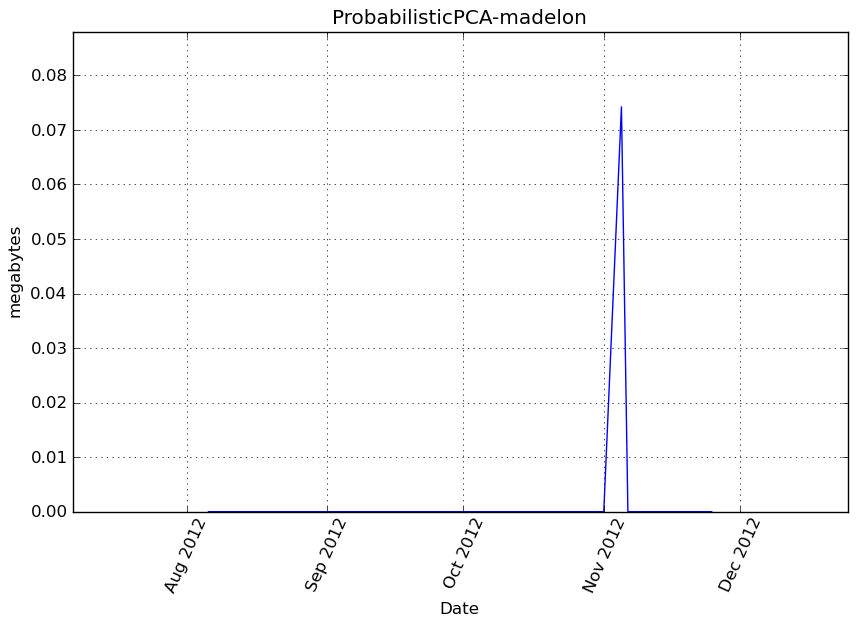 ProbabilisticPCA-madelon
0.08
0.07
0.06
0.05
0.04
0.03
0.02
0.01
0.00
megabytes
Aug 2012
Sep 2012
Oct 2012
Nov 2012
Dec 2012
Date